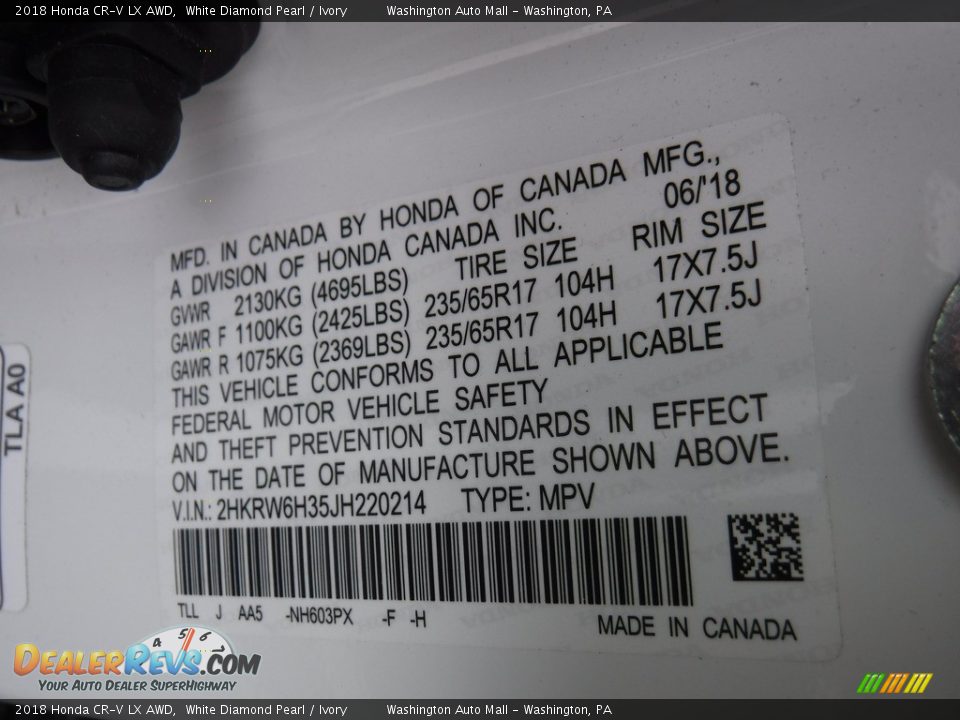 2018 Honda CR-V LX AWD, White Diamond Pearl / Ivory Washington Auto Mall - Washington, PA
MFD. IN CANADA BY HONDA OF CANADA MFG.,
A DIVISION OF HONDA CANADA INC. 06/'18
GVWR 2130KG (4695LBS) TIRE SIZE RIM SIZE
GAWR F 1100KG (2425LBS) 235/65R17 104H 17X7.5J
GAWR R 1075KG (2369LBS) 235/65R17 104H 17X7.5J
THIS VEHICLE CONFORMS TO ALL APPLICABLE
FEDERAL MOTOR VEHICLE SAFETY
AND THEFT PREVENTION STANDARDS IN EFFECT
ON THE DATE OF MANUFACTURE SHOWN ABOVE.
V.I.N.: 2HKRW6H35JH220214 TYPE: MPV
TLL J AA5 -NH603PX -F -H
MADE IN CANADA
TLA A0
4 5 6
DEALERREVS.COM
YOUR AUTO DEALER SUPERHIGHWAY
2018 Honda CR-V LX AWD, White Diamond Pearl / Ivory Washington Auto Mall - Washington, PA